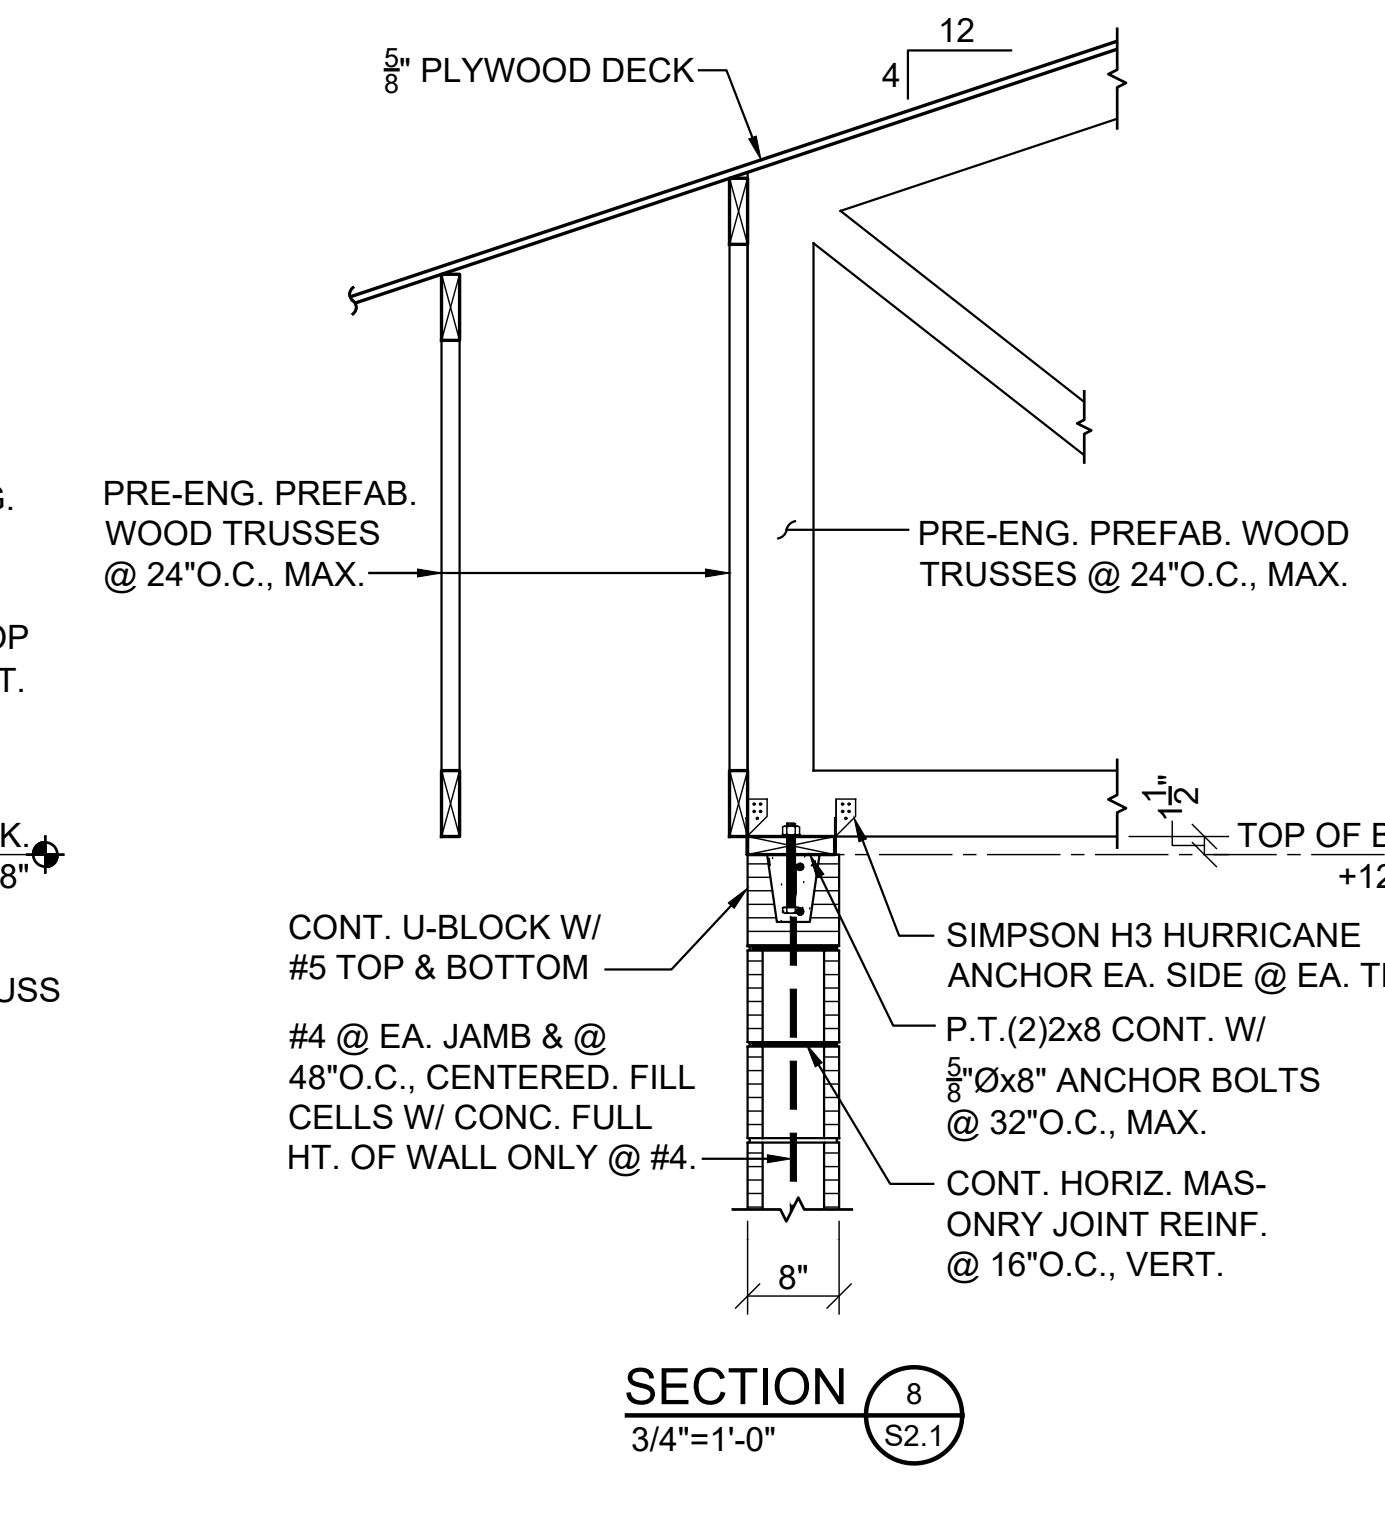 12
4
5/8" PLYWOOD DECK
PRE-ENG. PREFAB.
WOOD TRUSSES
@ 24"O.C., MAX.
PRE-ENG. PREFAB. WOOD
TRUSSES @ 24"O.C., MAX.
T.
1 1/2"
K.
8"
TOP OF
CONT. U-BLOCK W/
#5 TOP & BOTTOM
#4 @ EA. JAMB & @
48"O.C., CENTERED. FILL
CELLS W/ CONC. FULL
HT. OF WALL ONLY @ #4.
SIMPSON H3 HURRICANE
ANCHOR EA. SIDE @ EA.
P.T.(2)2x8 CONT. W/
5/8"Øx8" ANCHOR BOLTS
@ 32"O.C., MAX.
CONT. HORIZ. MAS-
ONRY JOINT REINF.
@ 16"O.C., VERT.
8"
SECTION
3/4"=1'-0"
8
S2.1